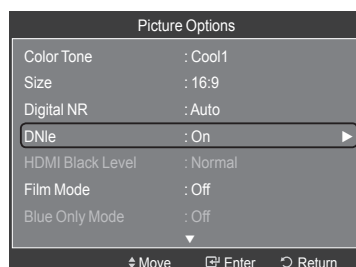 Picture Options
Color Tone : Cool1
Size : 16:9
Digital NR : Auto
DNIe : On
HDMI Black Level : Normal
Film Mode : Off
Blue Only Mode : Off
Move Enter Return